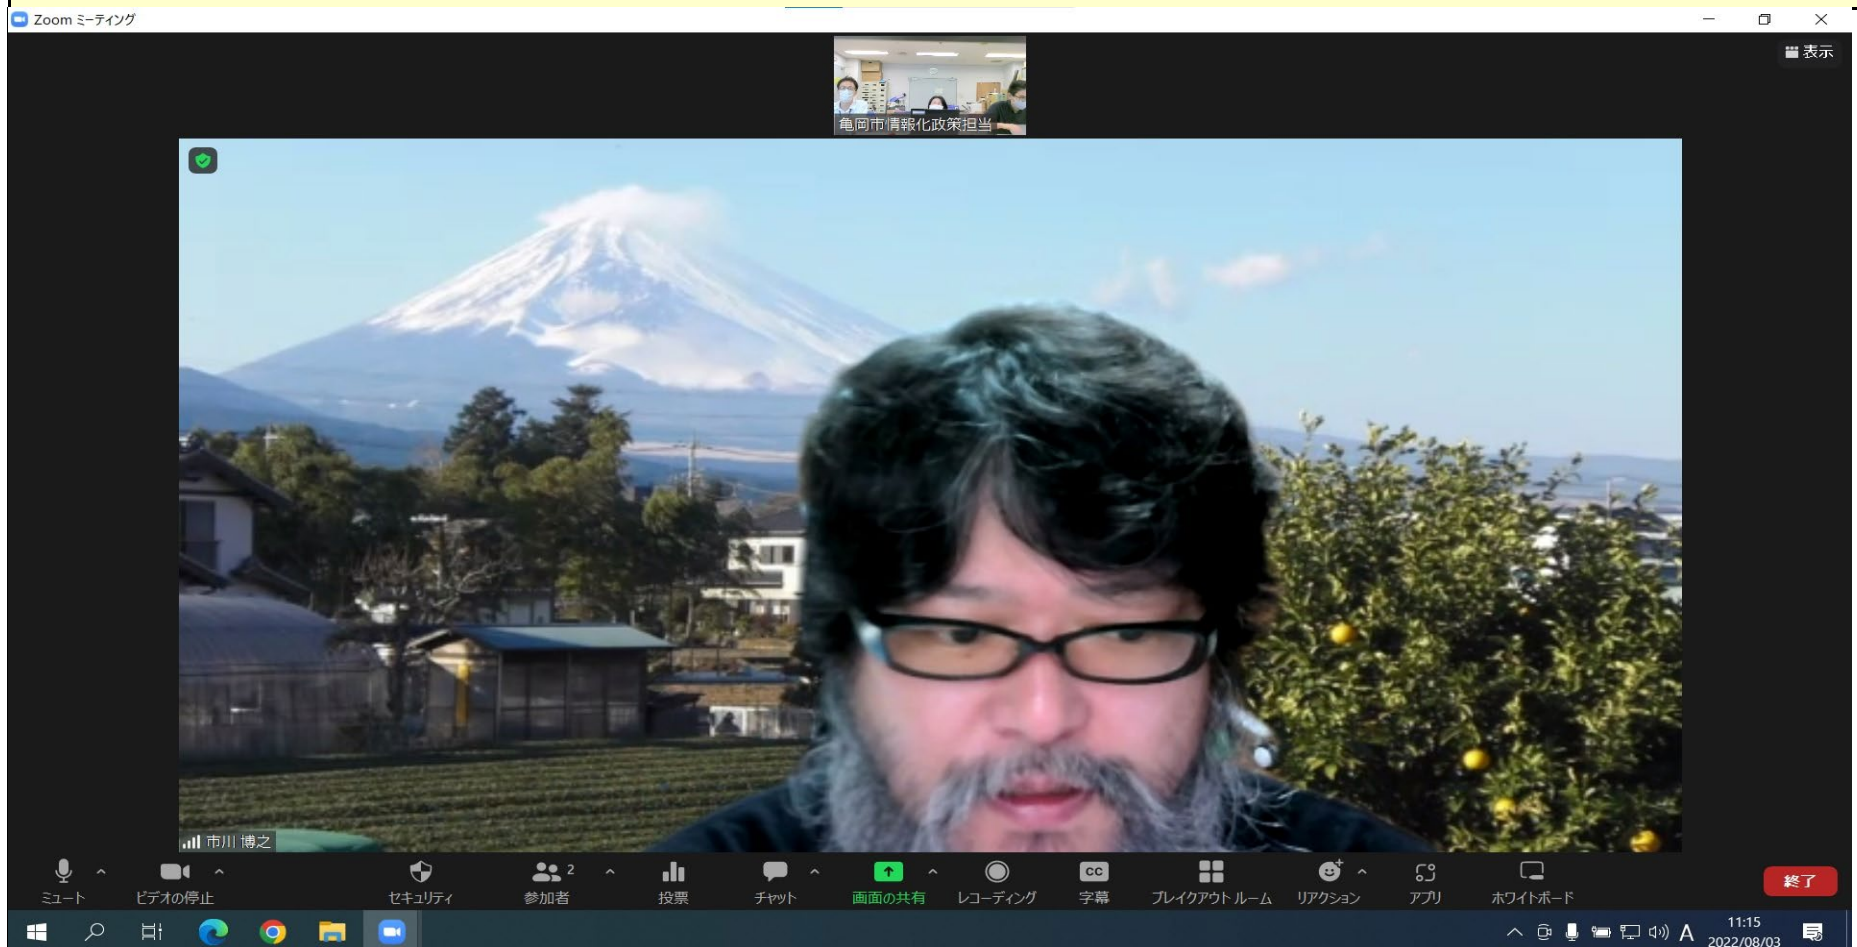 Zoom ミーティング
表示
亀岡市情報化政策担当
市川 博之
ミュート
ビデオの停止
セキュリティ
参加者
2
投票
チャット
画面の共有
レコーディング
CC
字幕
ブレイクアウト ルーム
リアクション
アプリ
ホワイトボード
終了
A
11:15
2022/08/03